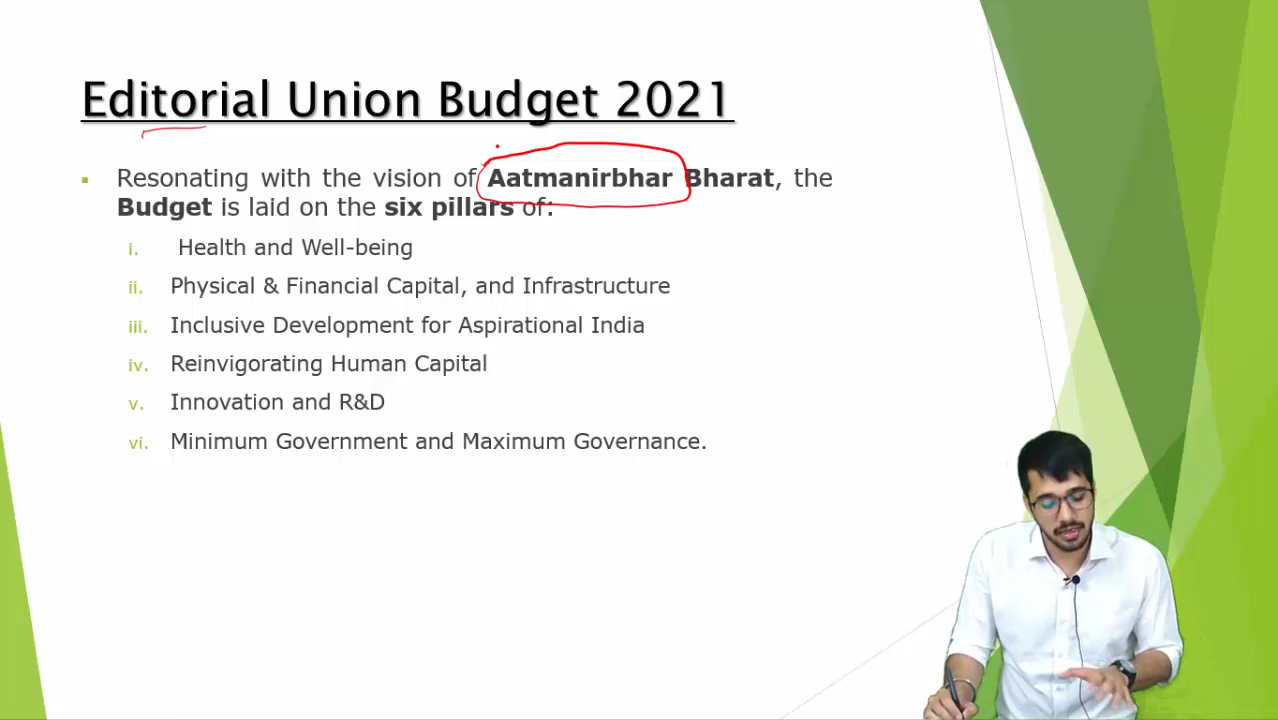 Editorial Union Budget 2021
Resonating with the vision of Aatmanirbhar Bharat, the
Budget is laid on the six pillars of:
i. Health and Well-being
ii. Physical & Financial Capital, and Infrastructure
iii. Inclusive Development for Aspirational India
iv. Reinvigorating Human Capital
v. Innovation and R&D
vi. Minimum Government and Maximum Governance.